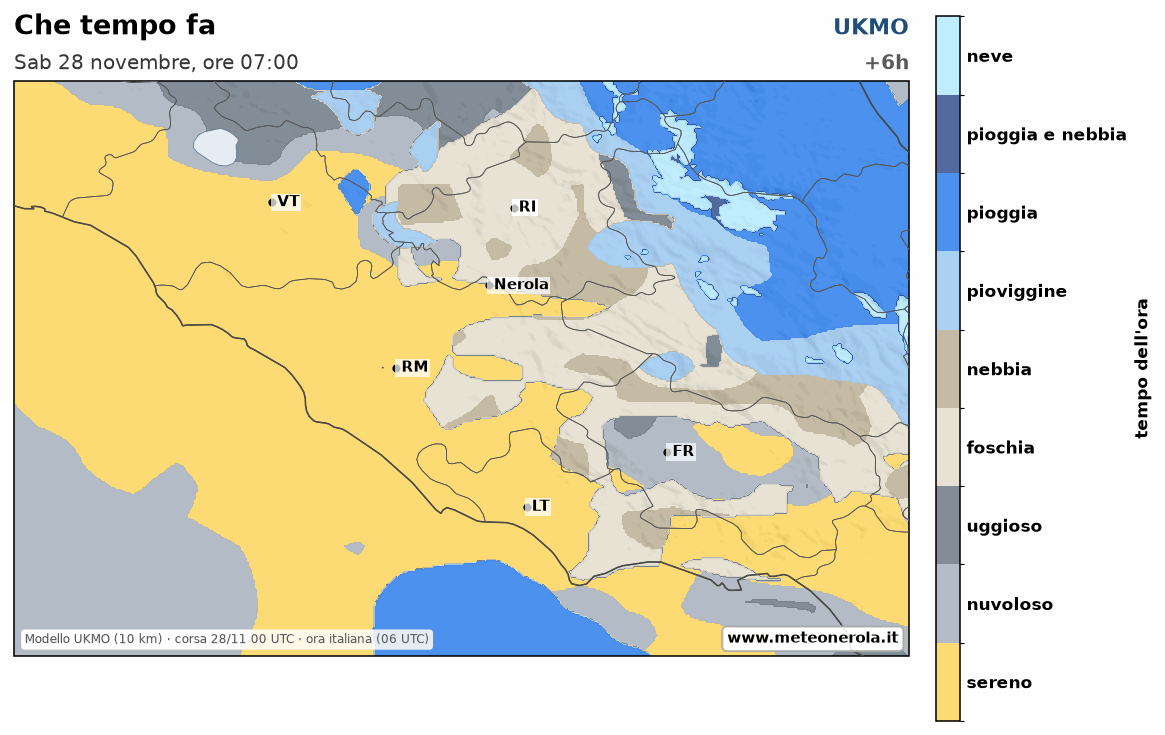 Che tempo fa
UKMO
Sab 28 novembre, ore 07:00
+6h
VT
RI
Nerola
RM
FR
LT
Modello UKMO (10 km) · corsa 28/11 00 UTC · ora italiana (06 UTC)
www.meteonerola.it
neve
pioggia e nebbia
pioggia
pioviggine
nebbia
foschia
uggioso
nuvoloso
sereno
tempo dell'ora